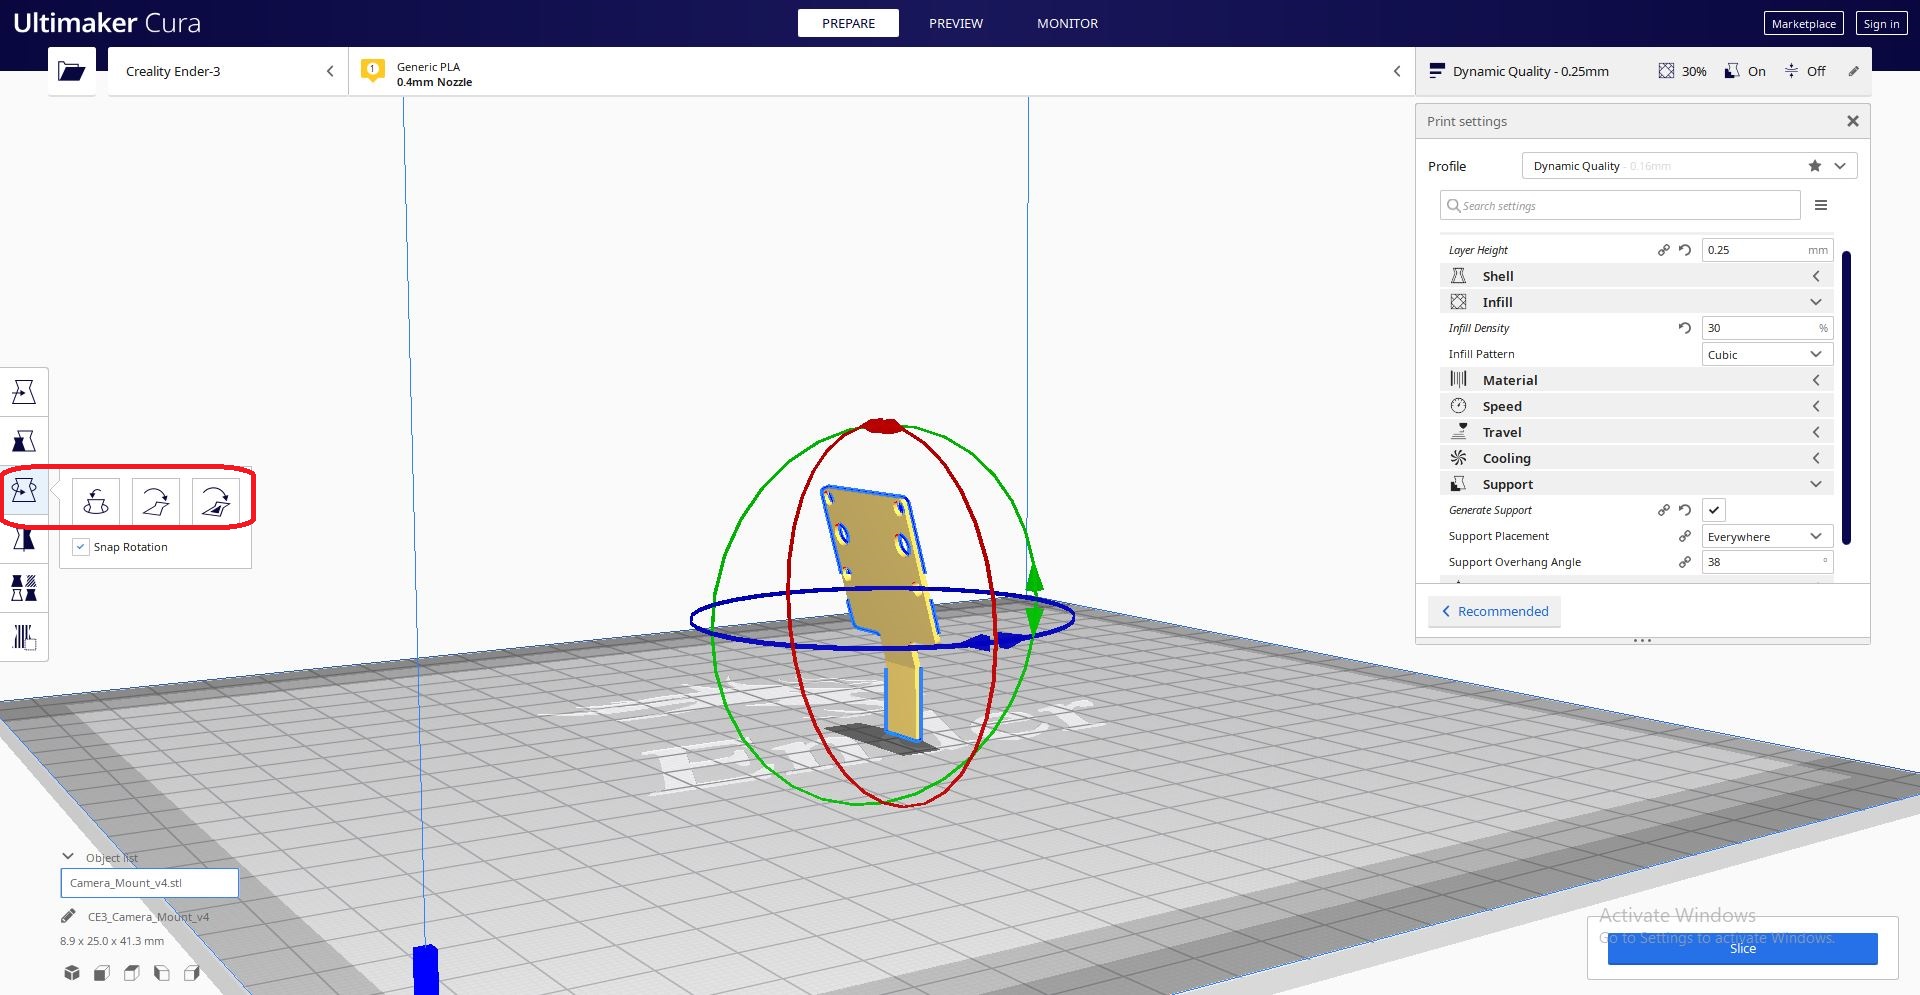 Ultimaker Cura
PREPARE
PREVIEW
MONITOR
Marketplace
Sign in
Creality Ender-3
1
Generic PLA
0.4mm Nozzle
Dynamic Quality - 0.25mm
30%
On
Off
Print settings
Profile
Dynamic Quality - 0.16mm
Search settings
Layer Height
0.25 mm
Shell
Infill
Infill Density
30 %
Infill Pattern
Cubic
Material
Speed
Travel
Cooling
Support
Generate Support
Support Placement
Everywhere
Support Overhang Angle
38 °
Recommended
Snap Rotation
Ender
Object list
Camera_Mount_v4.stl
CE3_Camera_Mount_v4
8.9 x 25.0 x 41.3 mm
Activate Windows
Go to Settings to activate Windows.
Slice